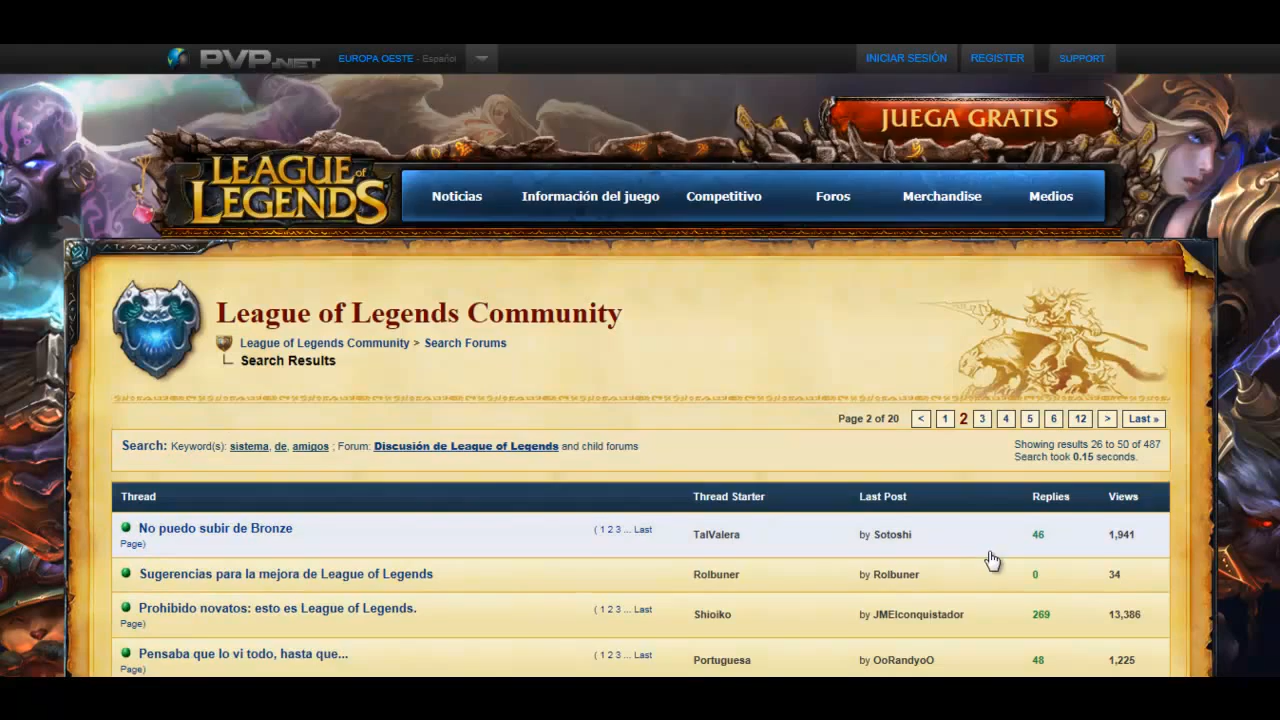 PVP.NET EUROPA OESTE - Español INICIAR SESIÓN REGISTER SUPPORT
JUEGA GRATIS
LEAGUE of LEGENDS
Noticias Información del juego Competitivo Foros Merchandise Medios
League of Legends Community
League of Legends Community > Search Forums
Search Results
Page 2 of 20 < 1 2 3 4 5 6 12 > Last »
Search: Keyword(s): sistema, de, amigos ; Forum: Discusión de League of Legends and child forums
Showing results 26 to 50 of 487
Search took 0.15 seconds.
Thread Thread Starter Last Post Replies Views
No puedo subir de Bronze ( 1 2 3 ... Last
Page) TalValera by Sotoshi 46 1,941
Sugerencias para la mejora de League of Legends Rolbuner by Rolbuner 0 34
Prohibido novatos: esto es League of Legends. ( 1 2 3 ... Last
Page) Shioiko by JMElconquistador 269 13,386
Pensaba que lo vi todo, hasta que... ( 1 2 3 ... Last
Page) Portuguesa by OoRandyoO 48 1,225